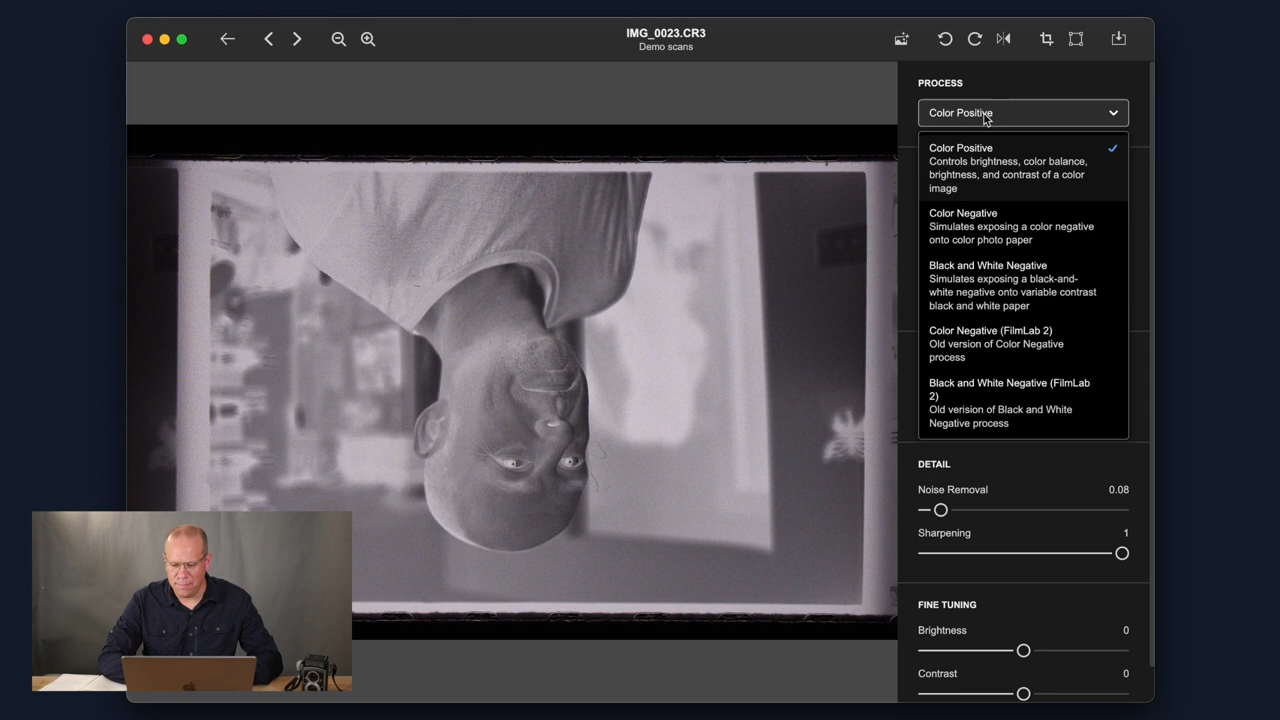 IMG_0023.CR3
Demo scans
PROCESS
Color Positive
Color Positive
Controls brightness, color balance,
brightness, and contrast of a color
image
Color Negative
Simulates exposing a color negative
onto color photo paper
Black and White Negative
Simulates exposing a black-and-
white negative onto variable contrast
black and white paper
Color Negative (FilmLab 2)
Old version of Color Negative
process
Black and White Negative (FilmLab
2)
Old verision of Black and White
Negative process
DETAIL
Noise Removal 0.08
Sharpening 1
FINE TUNING
Brightness 0
Contrast 0